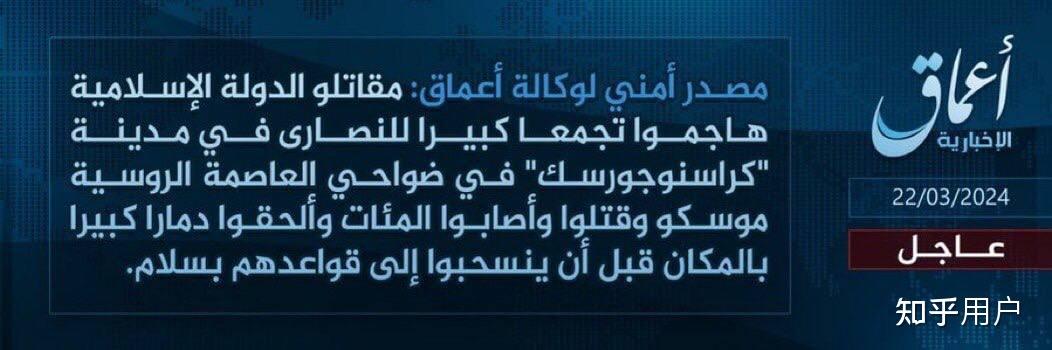 مصدر أمني لوكالة أعماق: مقاتلو الدولة الإسلامية
هاجموا تجمعا كبيرا للنصارى في مدينة
"كراسنوجورسك" في ضواحي العاصمة الروسية
موسكو وقتلوا وأصابوا المئات وألحقوا دمارا كبيرا
بالمكان قبل أن ينسحبوا إلى قواعدهم بسلام.
أعماق
الإخبارية
22/03/2024
عاجل
知乎用户